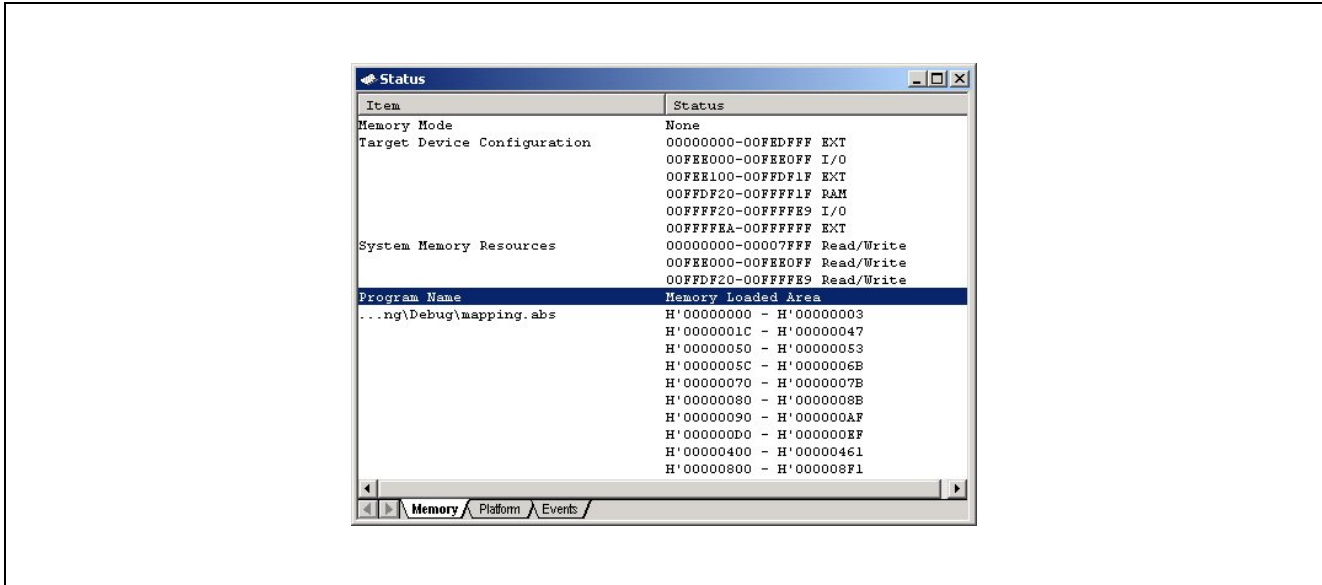 Status
Item Status
Memory Mode None
Target Device Configuration 00000000-00FEDFFF EXT
00FEE000-00FEE0FF I/O
00FEE100-00FFDF1F EXT
00FFDF20-00FFFF1F RAM
00FFFF20-00FFFFE9 I/O
00FFFFEA-00FFFFFF EXT
System Memory Resources 00000000-00007FFF Read/Write
00FEE000-00FEE0FF Read/Write
00FFDF20-00FFFFE9 Read/Write
Program Name Memory Loaded Area
...ng\Debug\mapping.abs H'00000000 - H'00000003
H'0000001C - H'00000047
H'00000050 - H'00000053
H'0000005C - H'0000006B
H'00000070 - H'0000007B
H'00000080 - H'0000008B
H'00000090 - H'000000AF
H'000000D0 - H'000000EF
H'00000400 - H'00000461
H'00000800 - H'000008F1
Memory Platform Events